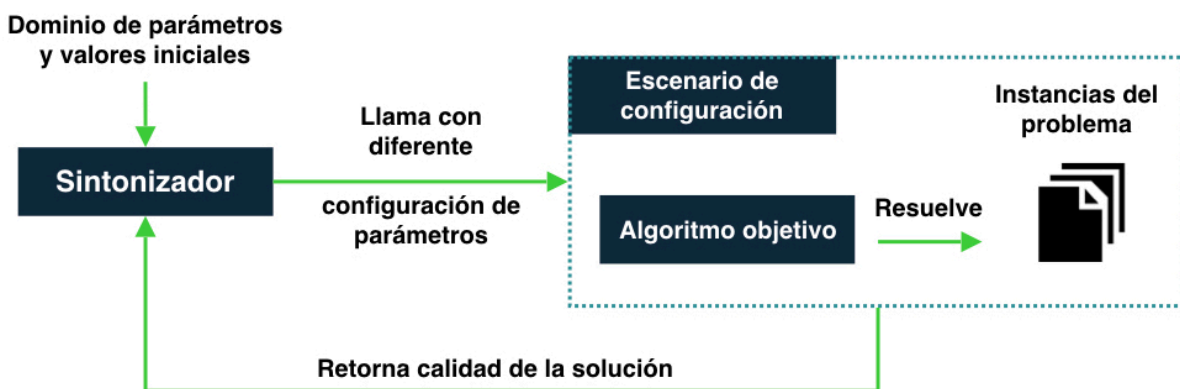 Dominio de parámetros
y valores iniciales
Sintonizador
Llama con
diferente
configuración de
parámetros
Escenario de
configuración
Algoritmo objetivo
Resuelve
Instancias del
problema
Retorna calidad de la solución